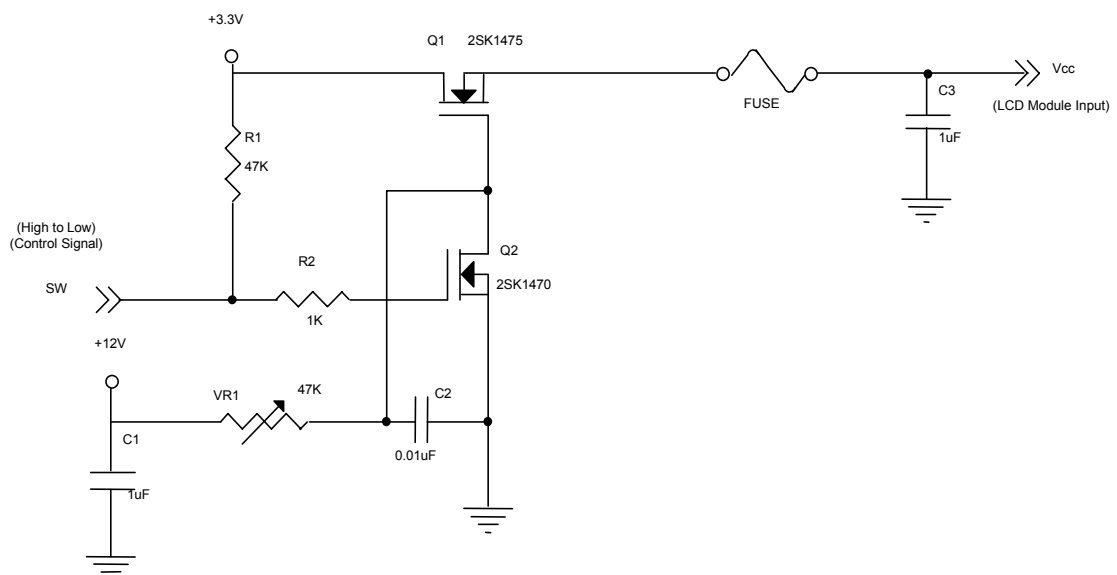 +3.3V
Q1 2SK1475
Vcc
C3
FUSE
(LCD Module Input)
R1
1uF
47K
(High to Low)
(Control Signal)
Q2
R2
SW
2SK1470
1K
+12V
VR1
47K
C2
C1
0.01uF
1uF